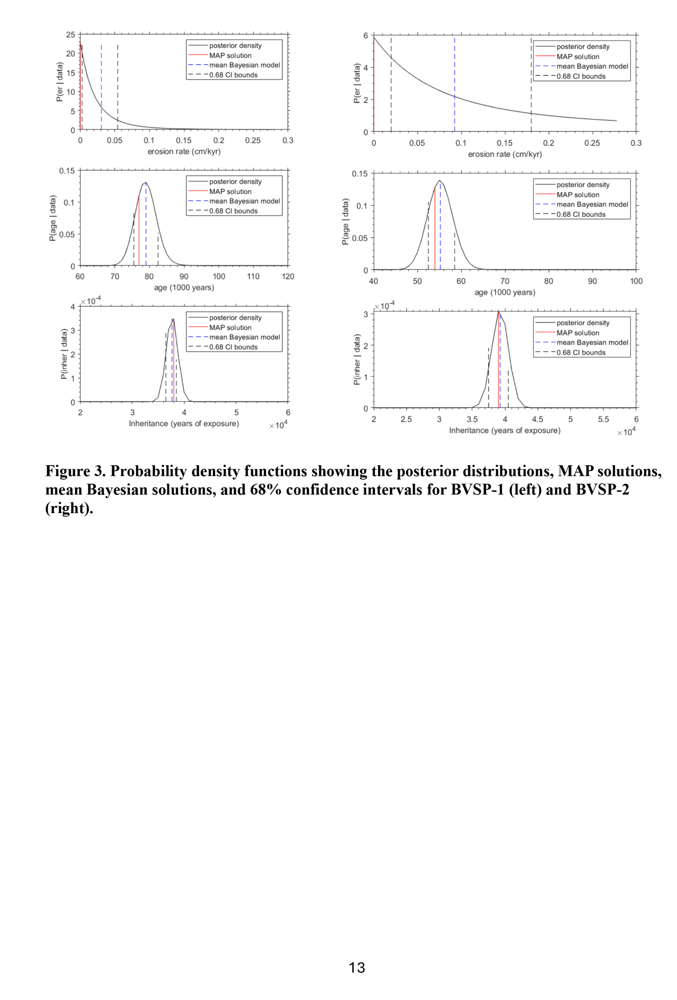 25
20
15
10
5
0
P(er | data)
posterior density
MAP solution
mean Bayesian model
0.68 CI bounds
0 0.05 0.1 0.15 0.2 0.25 0.3
erosion rate (cm/kyr)
6
4
2
0
P(er | data)
posterior density
MAP solution
mean Bayesian model
0.68 CI bounds
0 0.05 0.1 0.15 0.2 0.25 0.3
erosion rate (cm/kyr)
0.15
0.1
0.05
0
P(age | data)
posterior density
MAP solution
mean Bayesian model
0.68 CI bounds
60 70 80 90 100 110 120
age (1000 years)
0.15
0.1
0.05
0
P(age | data)
posterior density
MAP solution
mean Bayesian model
0.68 CI bounds
40 50 60 70 80 90 100
age (1000 years)
×10⁻⁴
4
3
2
1
0
P(inher | data)
posterior density
MAP solution
mean Bayesian model
0.68 CI bounds
2 3 4 5 6
Inheritance (years of exposure) ×10⁴
×10⁻⁴
3
2
1
0
P(inher | data)
posterior density
MAP solution
mean Bayesian model
0.68 CI bounds
2 2.5 3 3.5 4 4.5 5 5.5 6
Inheritance (years of exposure) ×10⁴
Figure 3. Probability density functions showing the posterior distributions, MAP solutions,
mean Bayesian solutions, and 68% confidence intervals for BVSP-1 (left) and BVSP-2
(right).
13